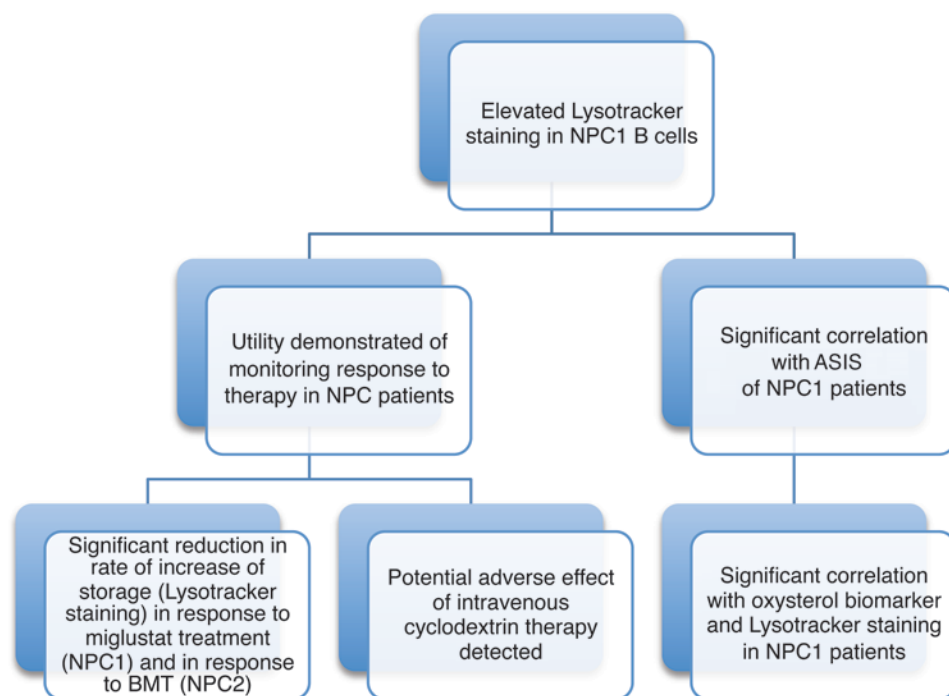 Elevated Lysotracker
staining in NPC1 B cells
Utility demonstrated of
monitoring response to
therapy in NPC patients
Significant correlation
with ASIS
of NPC1 patients
Significant reduction in
rate of increase of
storage (Lysotracker
staining) in response to
miglustat treatment
(NPC1) and in response
to BMT (NPC2)
Potential adverse effect
of intravenous
cyclodextrin therapy
detected
Significant correlation
with oxysterol biomarker
and Lysotracker staining
in NPC1 patients